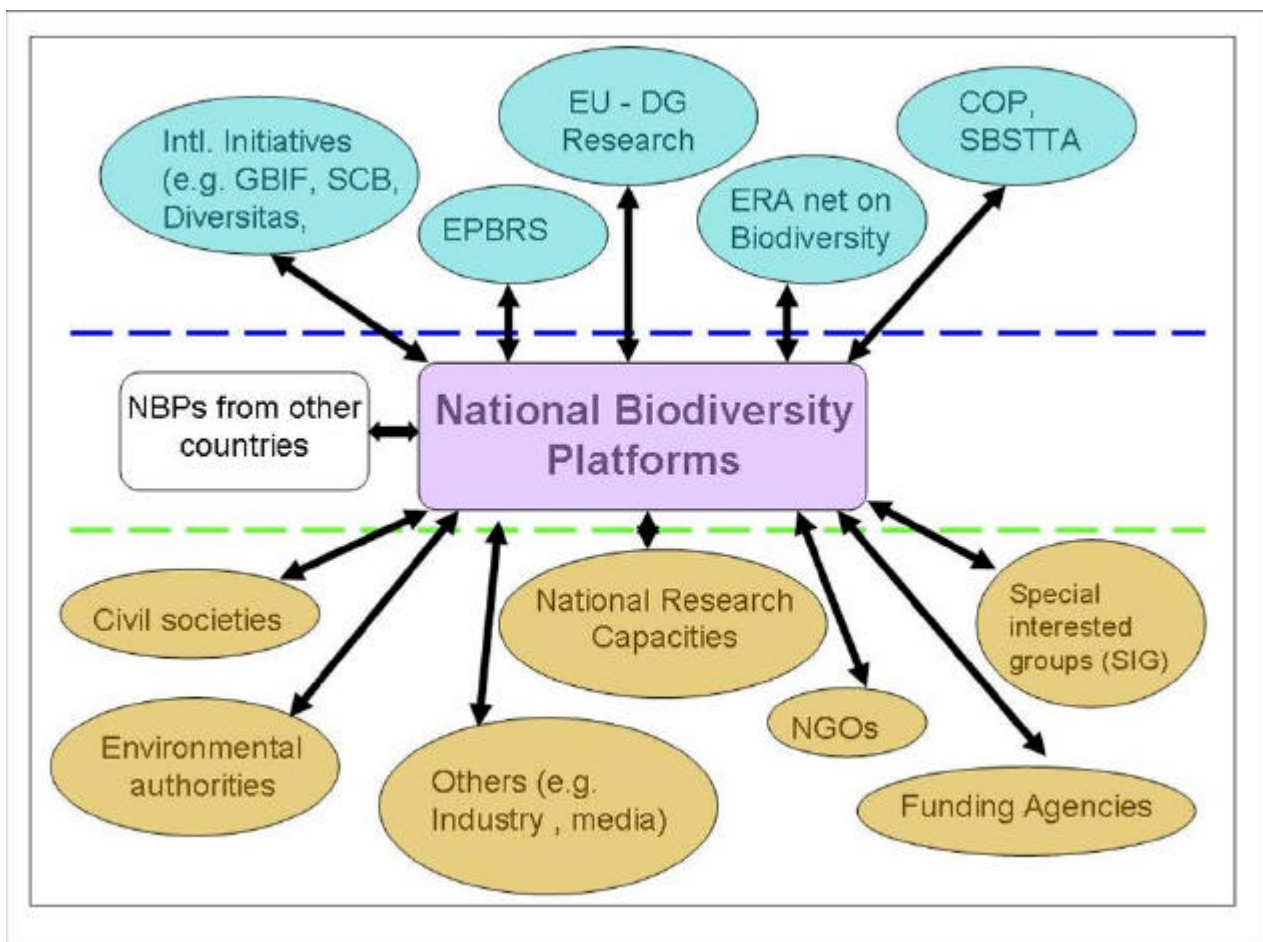 Intl. Initiatives
(e.g. GBIF, SCB,
Diversitas,
EU - DG
Research
COP,
SBSTTA
EPBRS
ERA net on
Biodiversity
NBPs from other
countries
National Biodiversity
Platforms
Civil societies
National Research
Capacities
Special
interested
groups (SIG)
Environmental
authorities
Others (e.g.
Industry , media)
NGOs
Funding Agencies